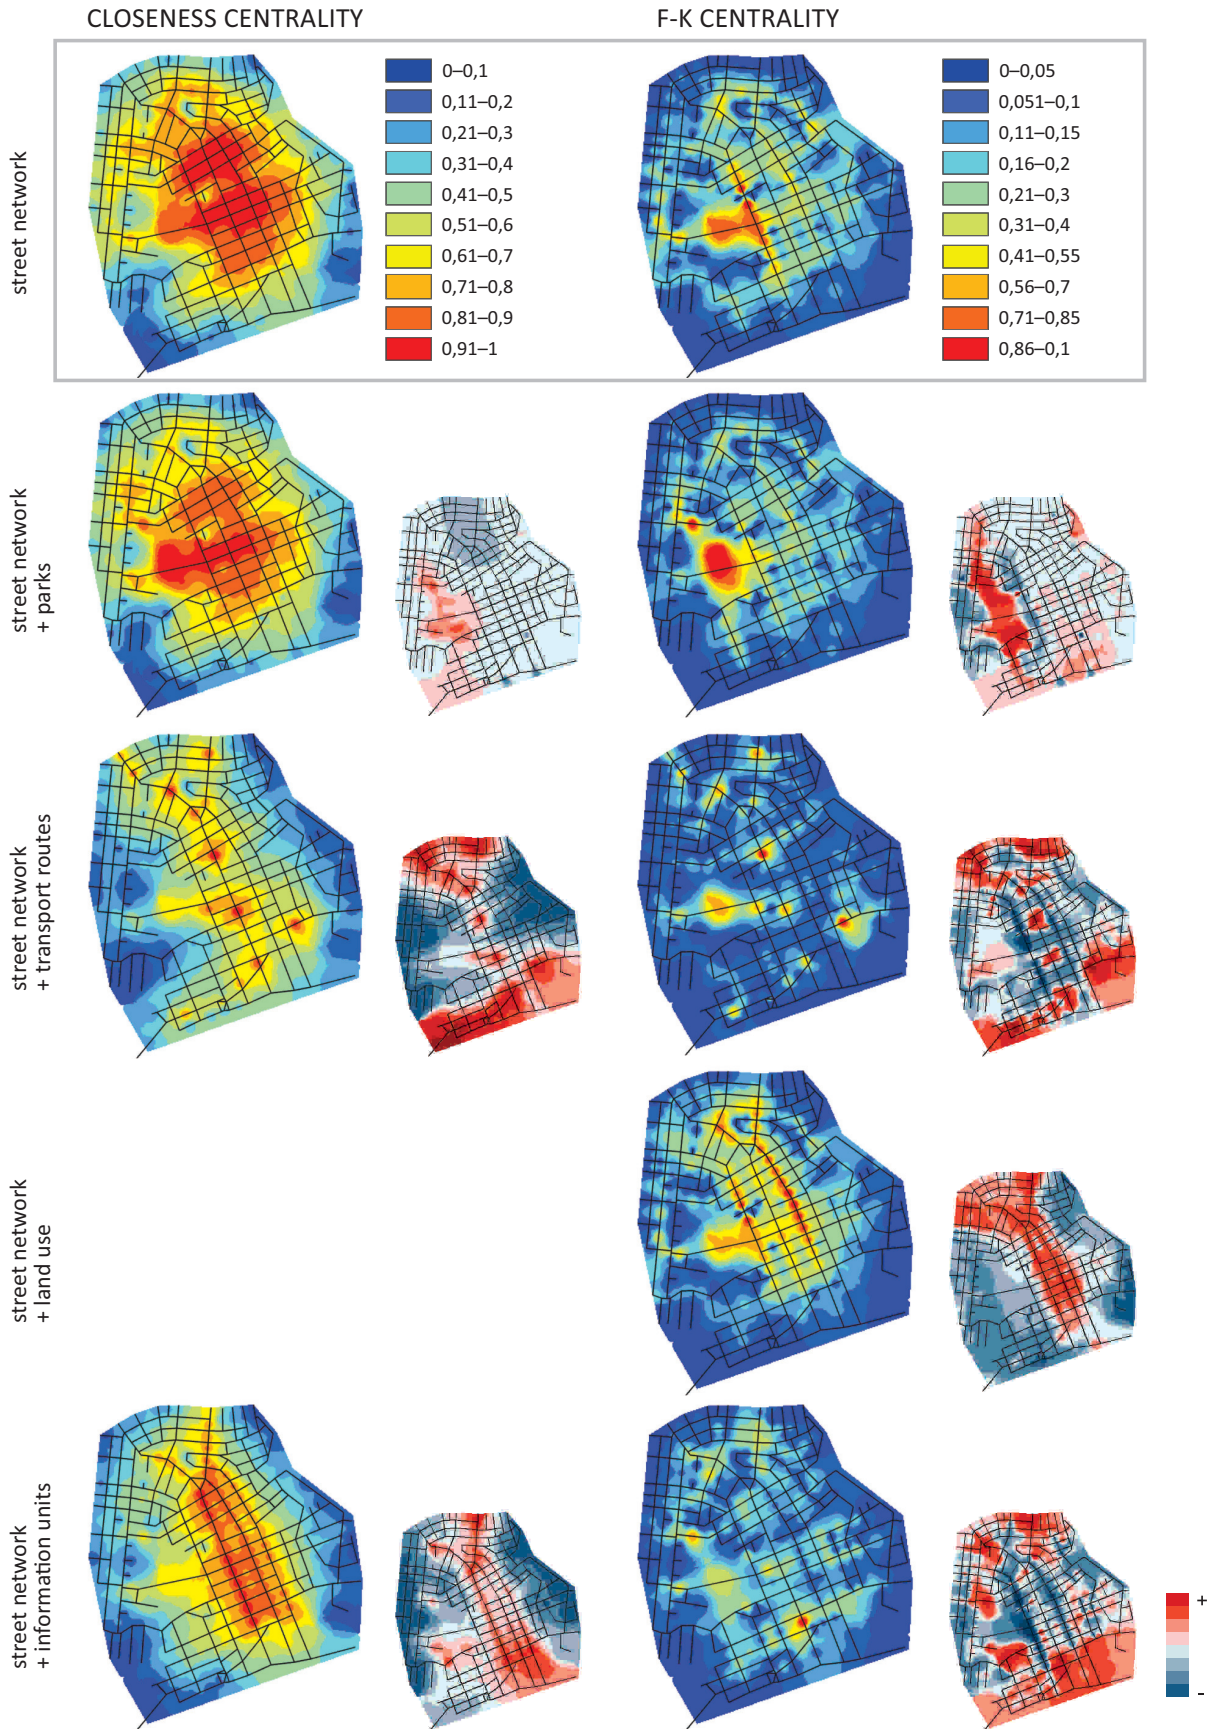 CLOSENESS CENTRALITY
F-K CENTRALITY
street network
0–0,1
0,11–0,2
0,21–0,3
0,31–0,4
0,41–0,5
0,51–0,6
0,61–0,7
0,71–0,8
0,81–0,9
0,91–1
0–0,05
0,051–0,1
0,11–0,15
0,16–0,2
0,21–0,3
0,31–0,4
0,41–0,55
0,56–0,7
0,71–0,85
0,86–0,1
street network
+ parks
street network
+ transport routes
street network
+ land use
street network
+ information units
+
-